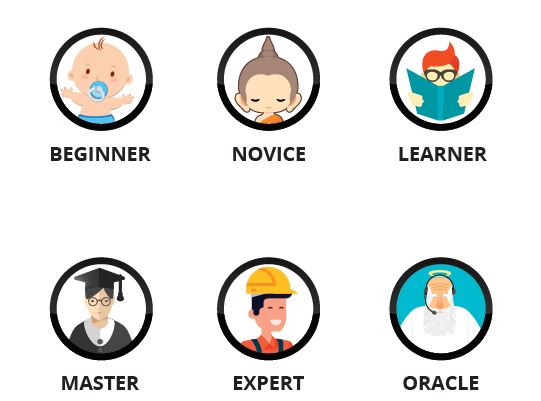 BEGINNER
NOVICE
LEARNER
MASTER
EXPERT
ORACLE